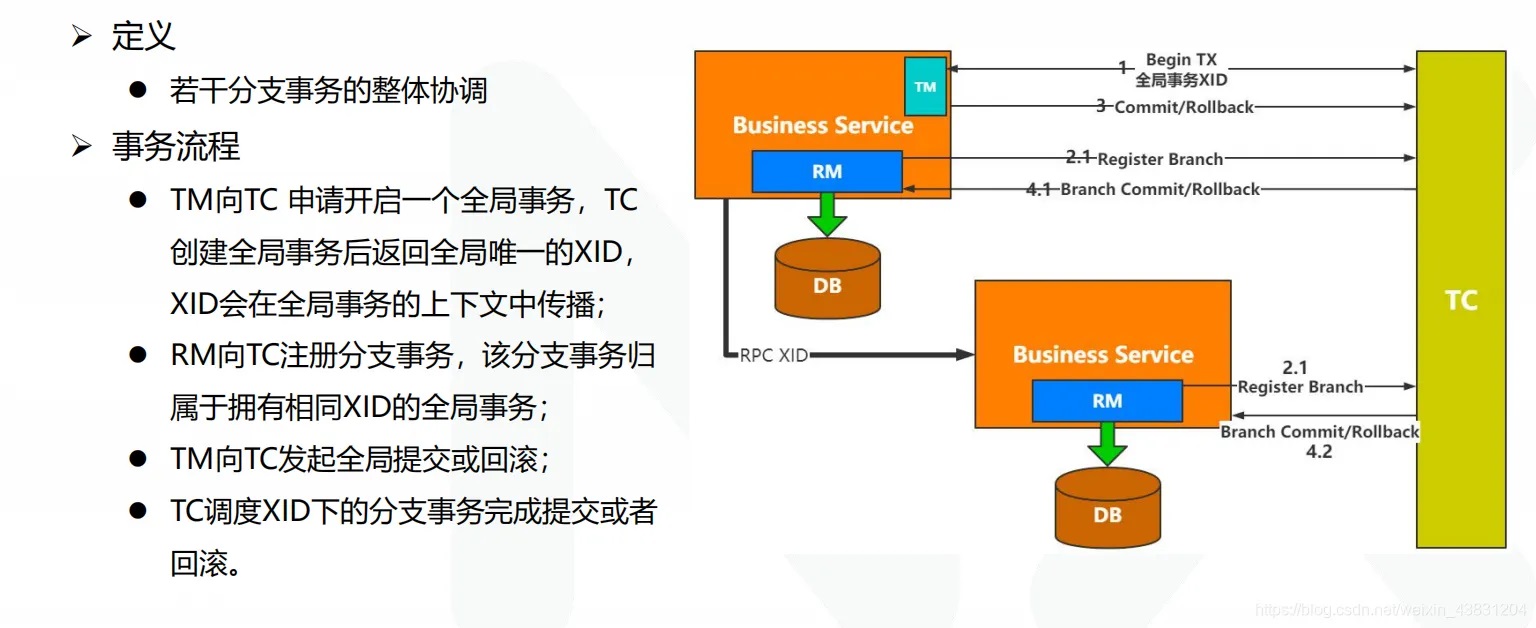 定义
若干分支事务的整体协调
事务流程
TM向TC 申请开启一个全局事务，TC
创建全局事务后返回全局唯一的XID，
XID会在全局事务的上下文中传播；
RM向TC注册分支事务，该分支事务归
属于拥有相同XID的全局事务；
TM向TC发起全局提交或回滚；
TC调度XID下的分支事务完成提交或者
回滚。
TM
Business Service
RM
DB
1 Begin TX
全局事务XID
3 Commit/Rollback
2.1 Register Branch
4.1 Branch Commit/Rollback
RPC XID
Business Service
RM
DB
2.1
Register Branch
Branch Commit/Rollback
4.2
TC
https://blog.csdn.net/weixin_43831204